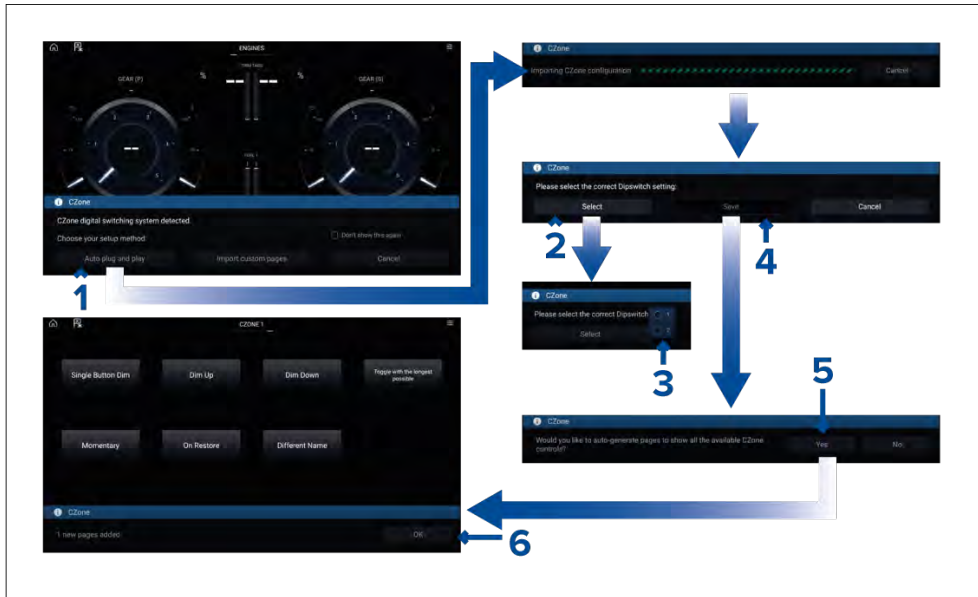 ENGINES
GEAR (P)
%
%
GEAR (S)
--
--
--
--
CZone
CZone digital switching system detected.
Choose your setup method:
Don't show this again
Auto plug and play
Import custom pages
Cancel
1
CZone
Importing CZone configuration
Cancel
CZone
Please select the correct Dipswitch setting:
Select
Save
Cancel
2
4
CZone
Please select the correct Dipswitch
1
2
Select
3
5
CZone
Would you like to auto-generate pages to show all the available CZone
controls?
Yes
No
CZONE 1
Single Button Dim
Dim Up
Dim Down
Toggle with the longest
possible
Momentary
On Restore
Different Name
CZone
1 new pages added
OK
6